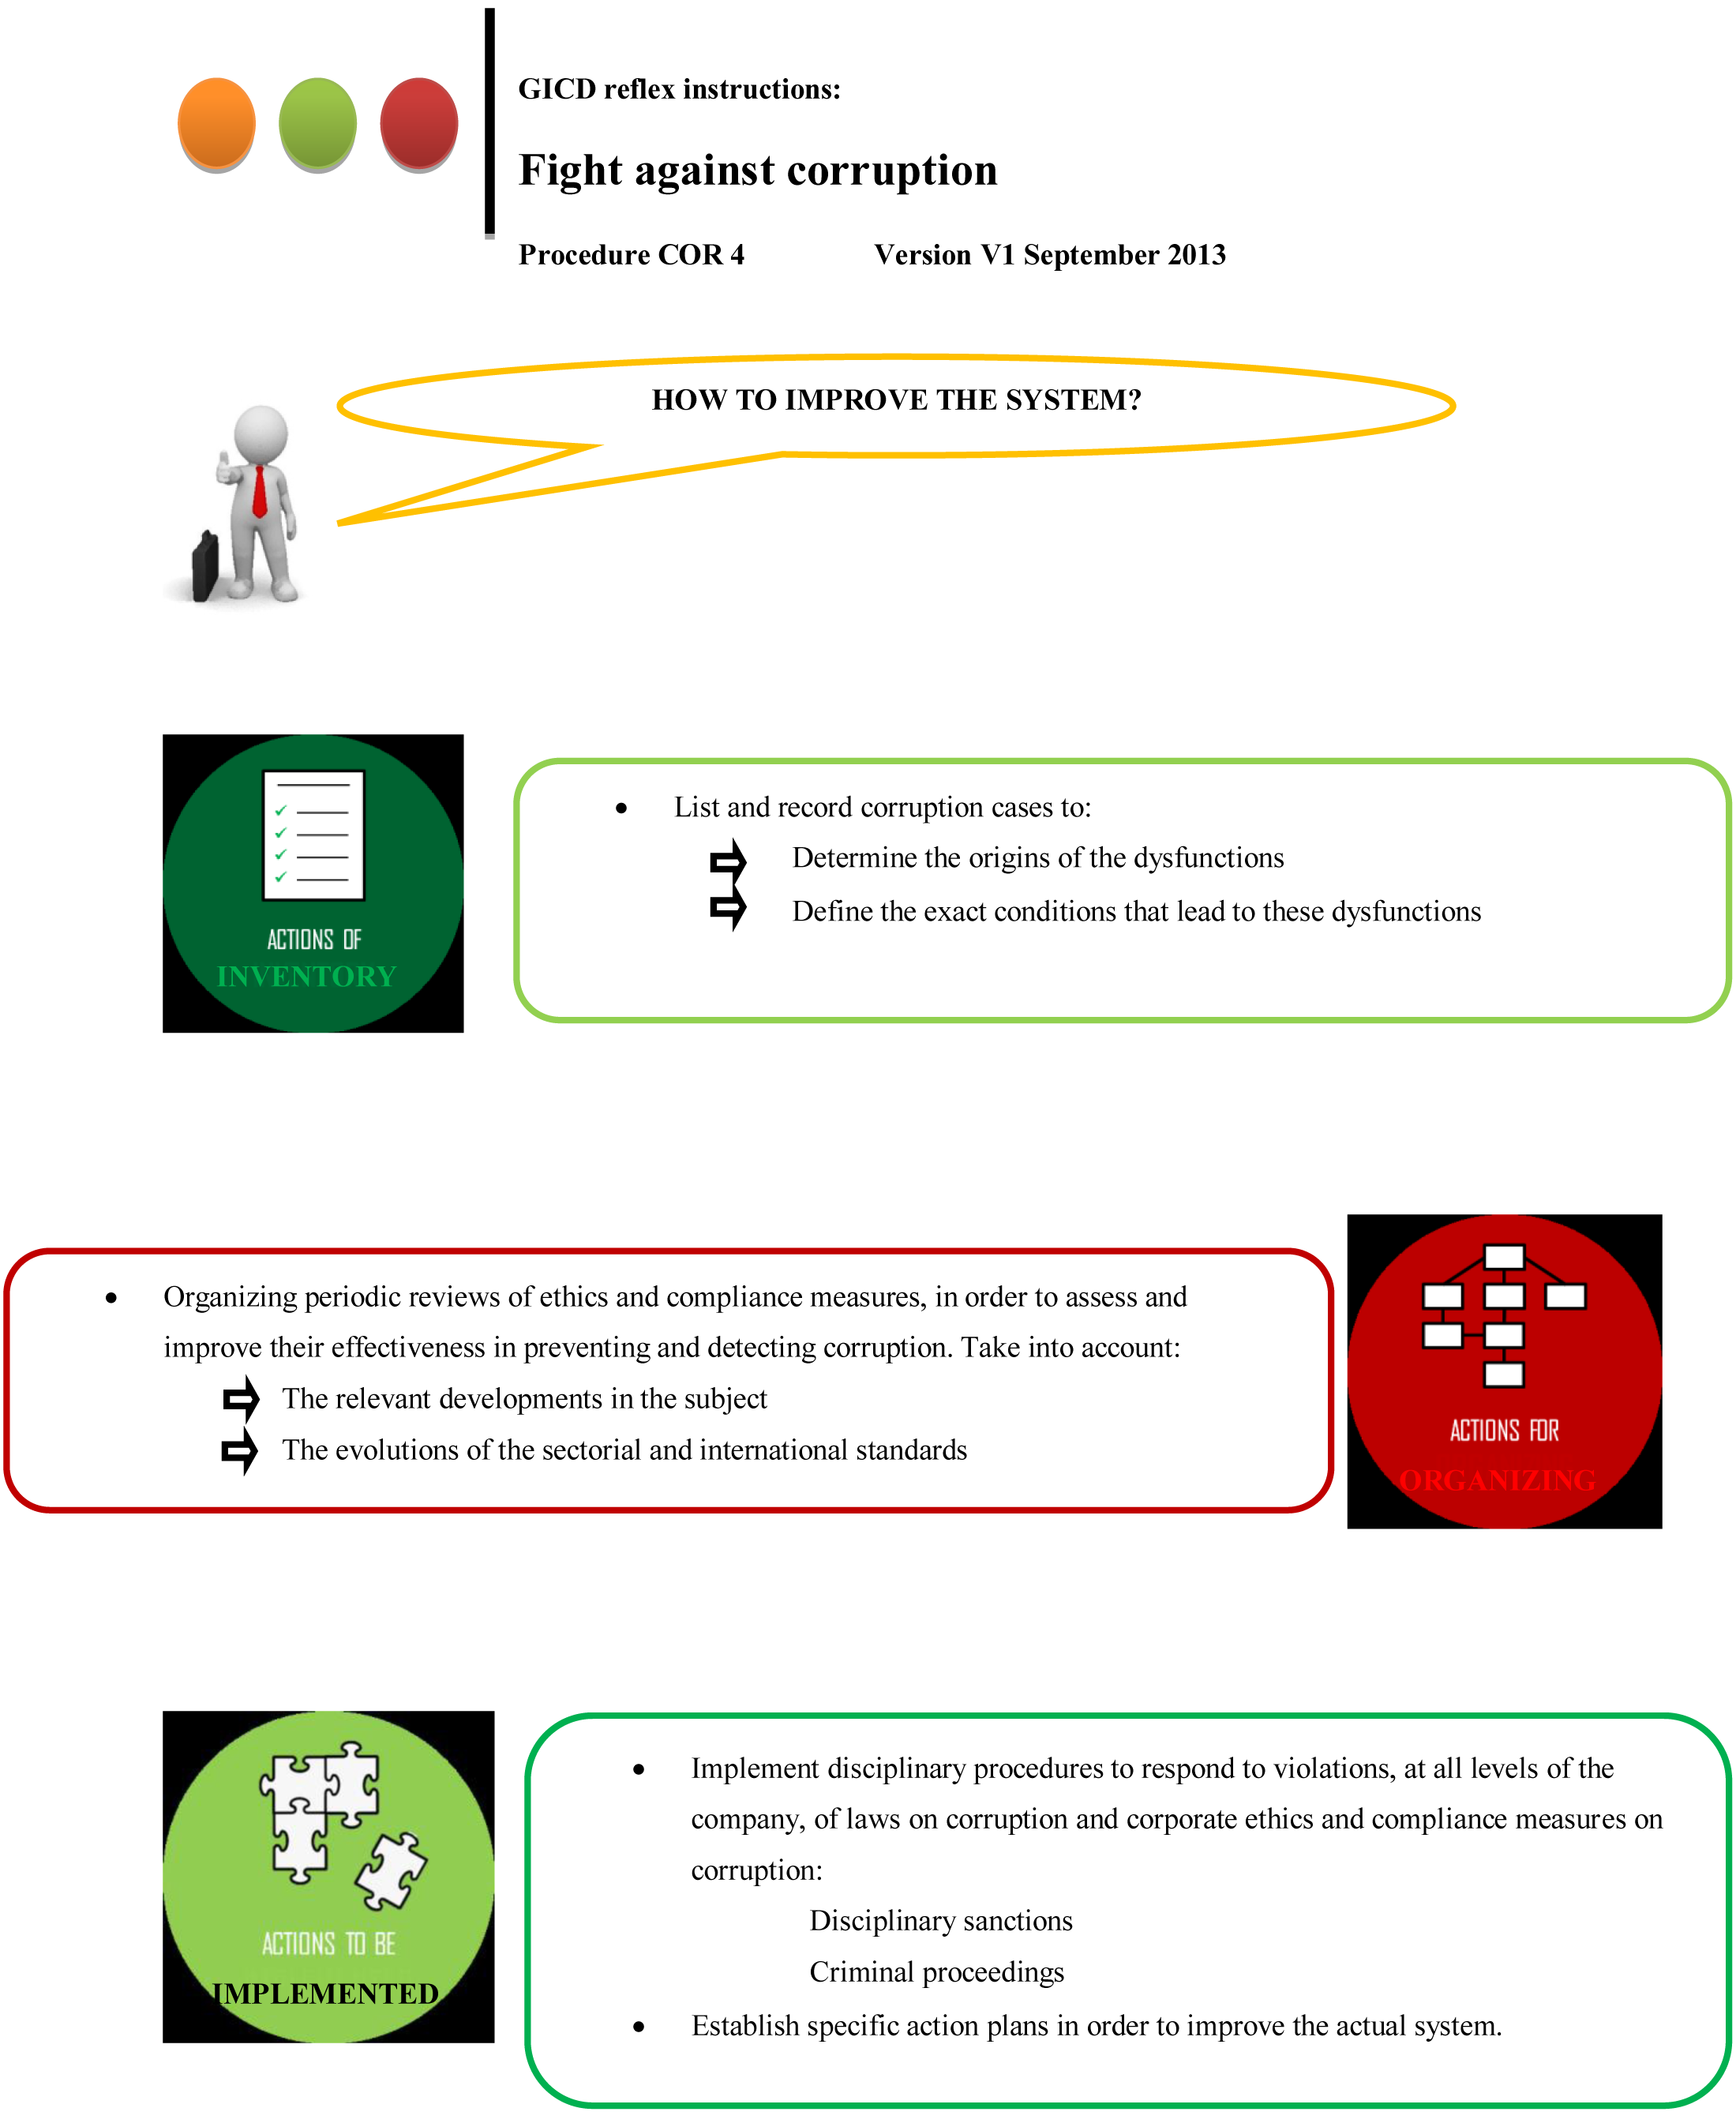 GICD reflex instructions:
Fight against corruption
Procedure COR 4 Version V1 September 2013
HOW TO IMPROVE THE SYSTEM?
ACTIONS OF
INVENTORY
• List and record corruption cases to:
Determine the origins of the dysfunctions
Define the exact conditions that lead to these dysfunctions
• Organizing periodic reviews of ethics and compliance measures, in order to assess and
improve their effectiveness in preventing and detecting corruption. Take into account:
The relevant developments in the subject
The evolutions of the sectorial and international standards
ACTIONS FOR
ORGANIZING
ACTIONS TO BE
IMPLEMENTED
• Implement disciplinary procedures to respond to violations, at all levels of the
company, of laws on corruption and corporate ethics and compliance measures on
corruption:
Disciplinary sanctions
Criminal proceedings
• Establish specific action plans in order to improve the actual system.